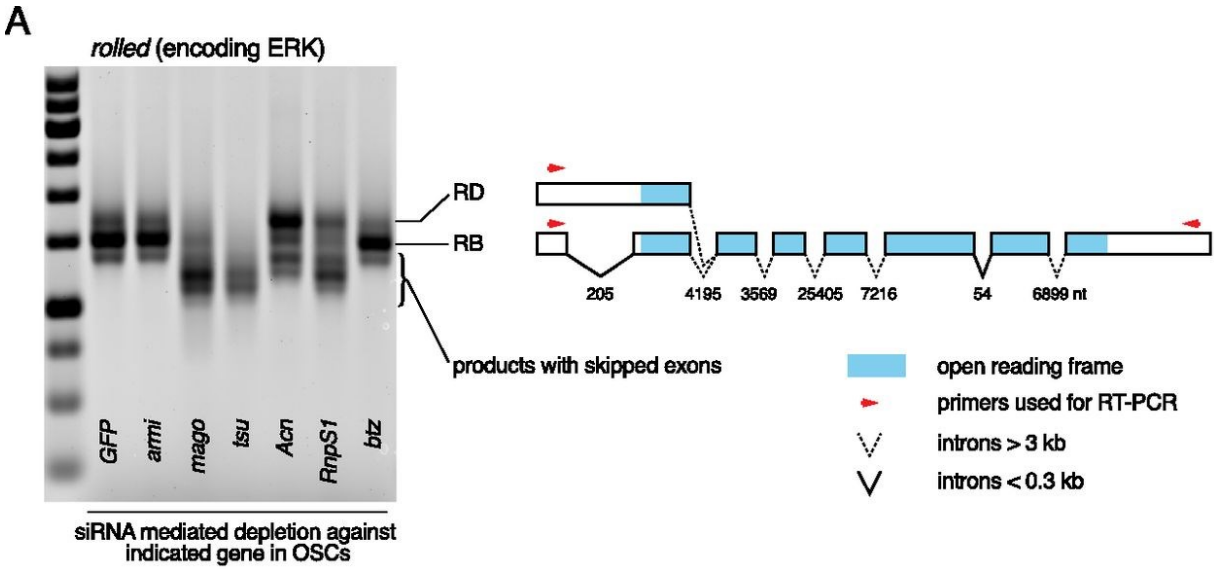 A
rolled (encoding ERK)
RD
RB
205
4195
3569
25405
7216
54
6899 nt
products with skipped exons
GFP
armi
mago
tsu
Acn
RnpS1
btz
siRNA mediated depletion against
indicated gene in OSCs
open reading frame
primers used for RT-PCR
introns > 3 kb
introns < 0.3 kb